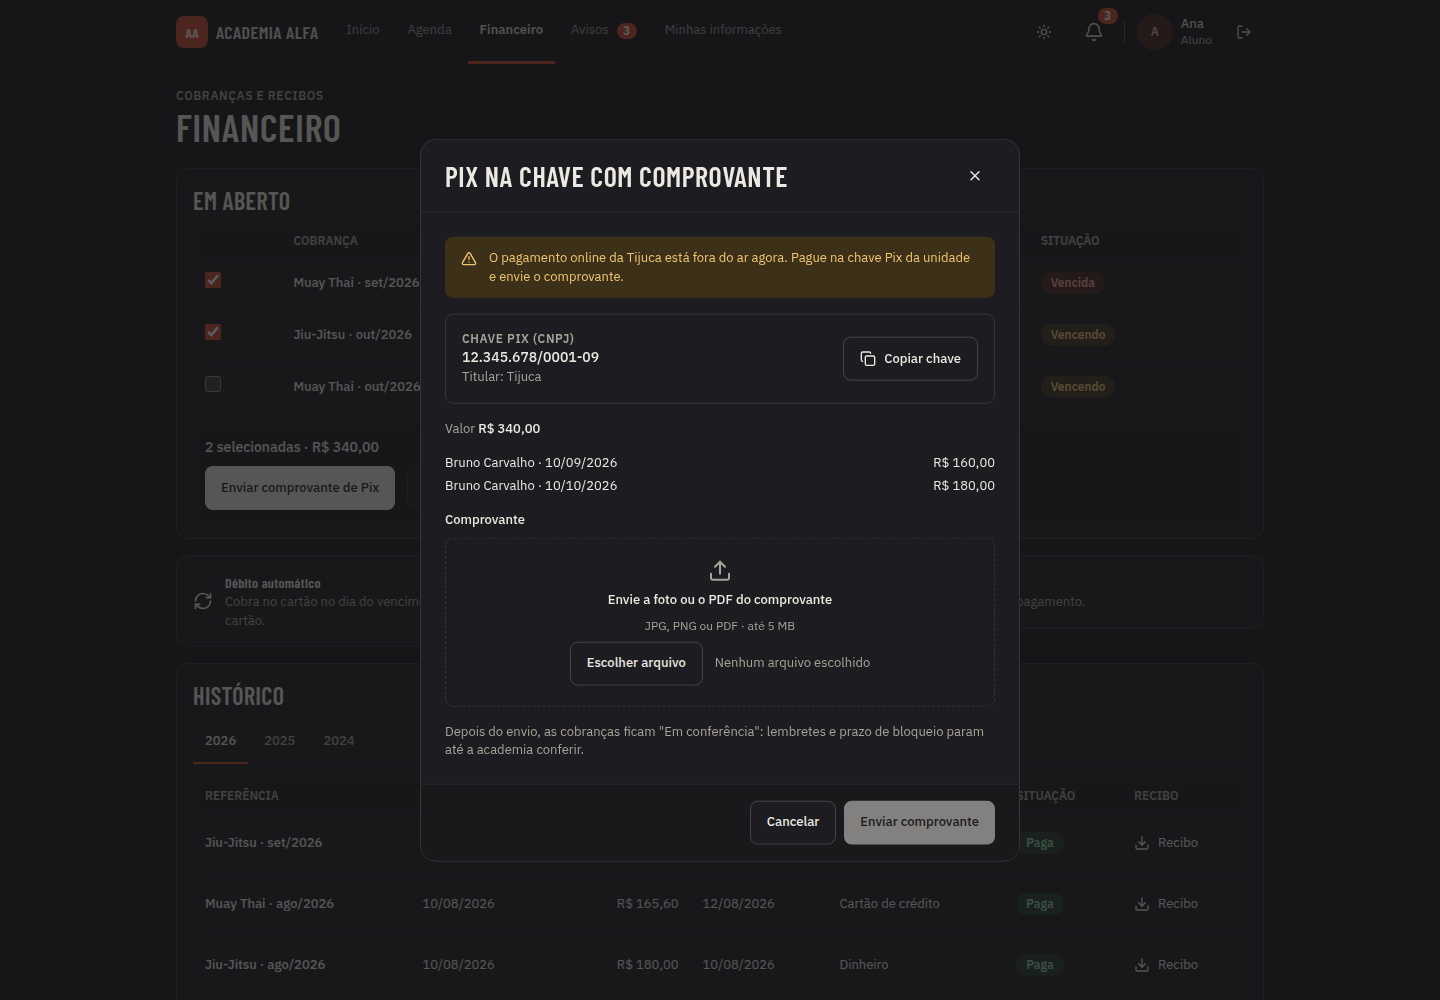 AA ACADEMIA ALFA Início Agenda Financeiro Avisos 3 Minhas informações 3 A Ana
Aluno
COBRANÇAS E RECIBOS
FINANCEIRO
EM ABERTO
COBRANÇA SITUAÇÃO
Muay Thai · set/2026 Vencida
Jiu-Jitsu · out/2026 Vencendo
Muay Thai · out/2026 Vencendo
2 selecionadas · R$ 340,00
Enviar comprovante de Pix
Débito automático
Cobra no cartão no dia do vencim
cartão.
pagamento.
HISTÓRICO
2026 2025 2024
REFERÊNCIA SITUAÇÃO RECIBO
Jiu-Jitsu · set/2026 Paga Recibo
Muay Thai · ago/2026 10/08/2026 R$ 165,60 12/08/2026 Cartão de crédito Paga Recibo
Jiu-Jitsu · ago/2026 10/08/2026 R$ 180,00 10/08/2026 Dinheiro Paga Recibo
PIX NA CHAVE COM COMPROVANTE
O pagamento online da Tijuca está fora do ar agora. Pague na chave Pix da unidade
e envie o comprovante.
CHAVE PIX (CNPJ)
12.345.678/0001-09
Titular: Tijuca
Copiar chave
Valor R$ 340,00
Bruno Carvalho · 10/09/2026 R$ 160,00
Bruno Carvalho · 10/10/2026 R$ 180,00
Comprovante
Envie a foto ou o PDF do comprovante
JPG, PNG ou PDF · até 5 MB
Escolher arquivo Nenhum arquivo escolhido
Depois do envio, as cobranças ficam "Em conferência": lembretes e prazo de bloqueio param
até a academia conferir.
Cancelar Enviar comprovante